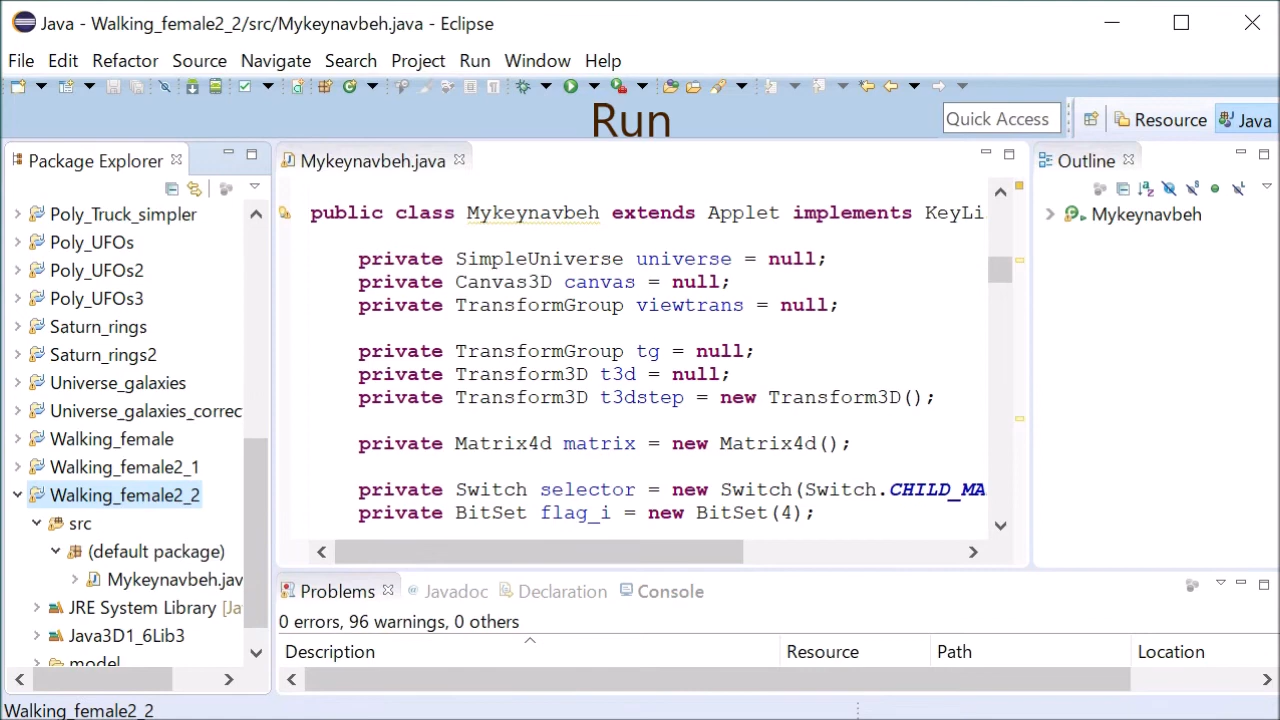 Java - Walking_female2_2/src/Mykeynavbeh.java - Eclipse
File Edit Refactor Source Navigate Search Project Run Window Help
Run
Quick Access
Resource
Java
Package Explorer
Poly_Truck_simpler
Poly_UFOs
Poly_UFOs2
Poly_UFOs3
Saturn_rings
Saturn_rings2
Universe_galaxies
Universe_galaxies_correc
Walking_female
Walking_female2_1
Walking_female2_2
src
(default package)
Mykeynavbeh.jav
JRE System Library [Ja
Java3D1_6Lib3
model
Mykeynavbeh.java
public class Mykeynavbeh extends Applet implements KeyLi
private SimpleUniverse universe = null;
private Canvas3D canvas = null;
private TransformGroup viewtrans = null;
private TransformGroup tg = null;
private Transform3D t3d = null;
private Transform3D t3dstep = new Transform3D();
private Matrix4d matrix = new Matrix4d();
private Switch selector = new Switch(Switch.CHILD_MA
private BitSet flag_i = new BitSet(4);
Outline
Mykeynavbeh
Problems
Javadoc
Declaration
Console
0 errors, 96 warnings, 0 others
Description Resource Path Location
Walking_female2_2